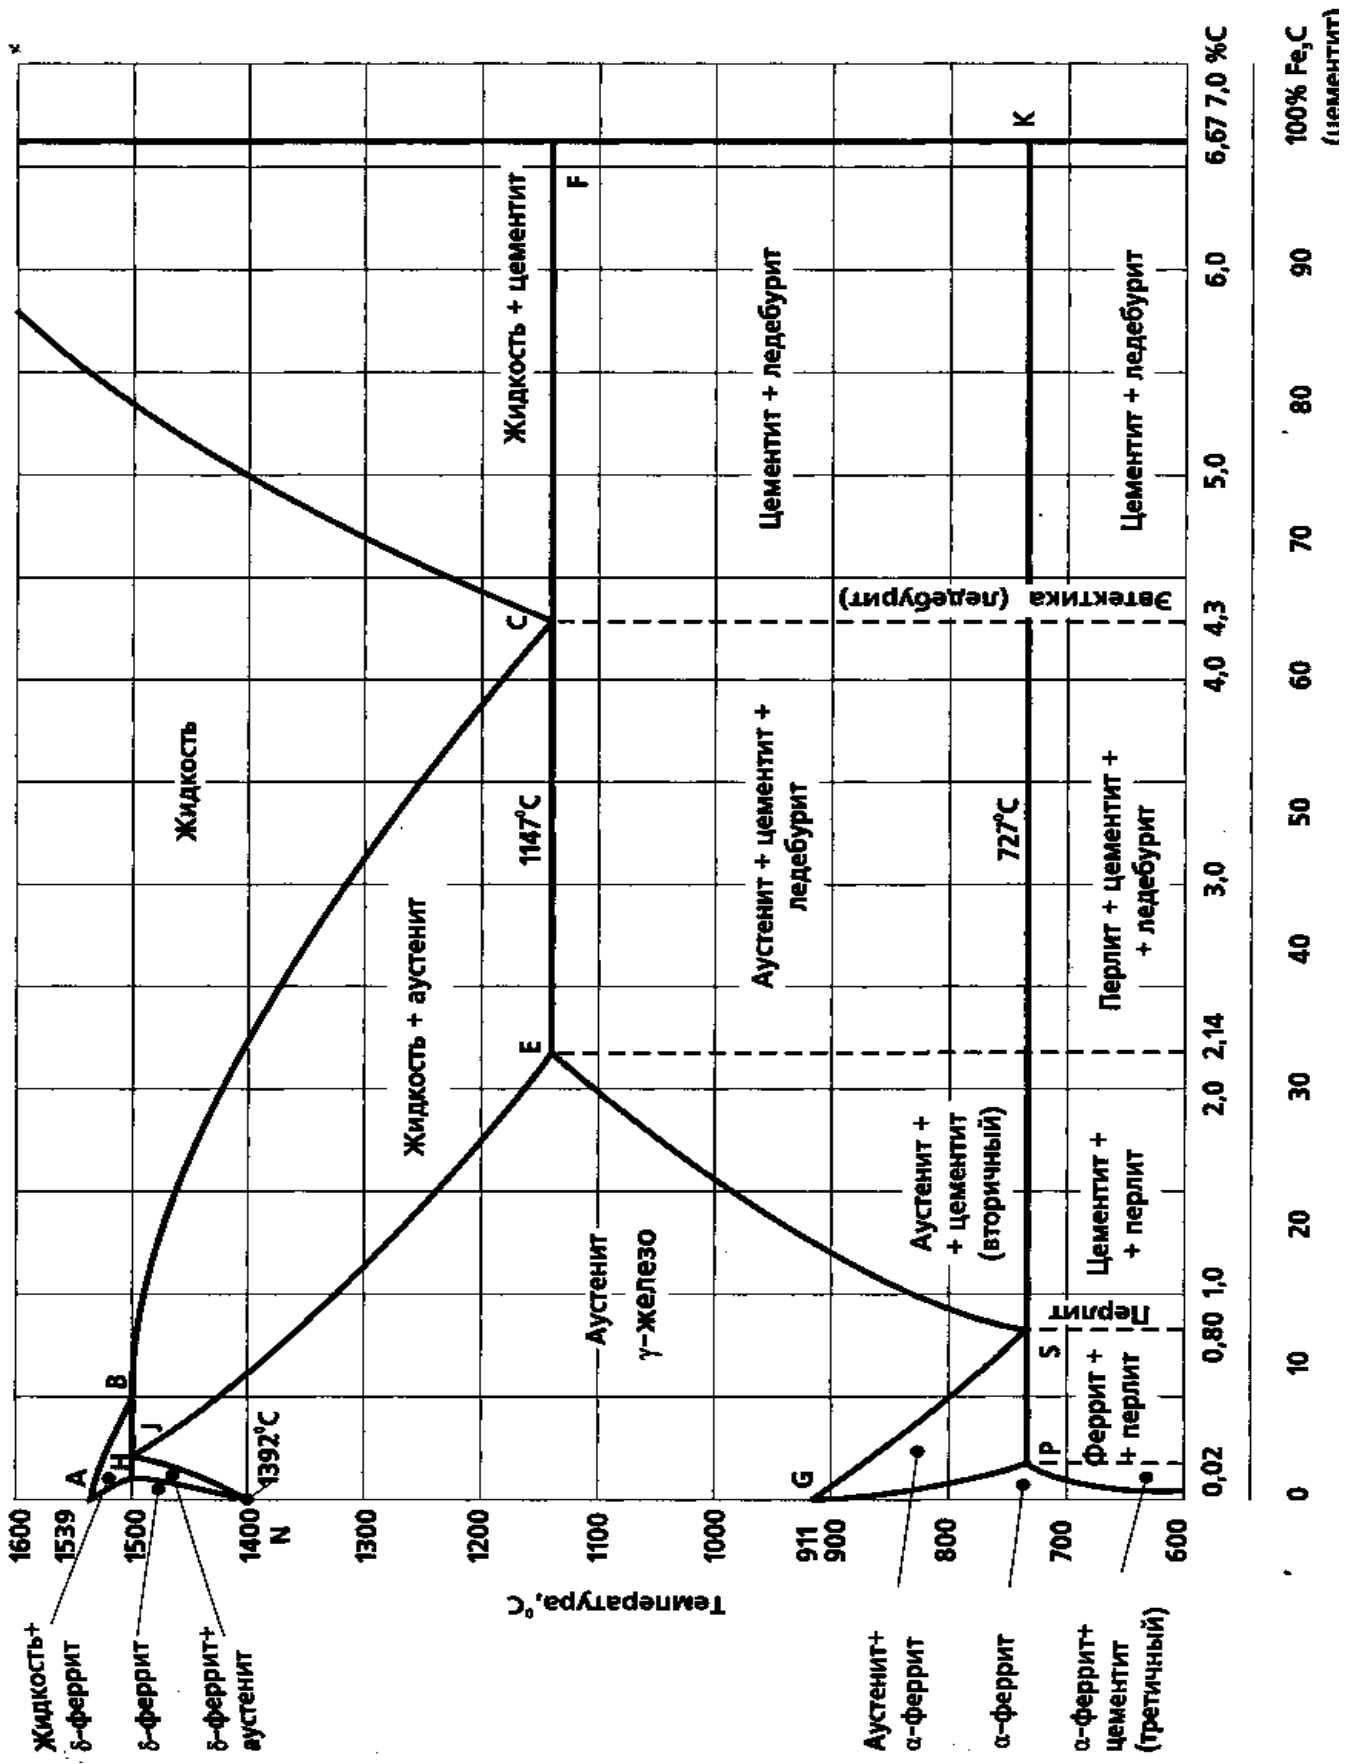 1600
1539
1500
1400
N
1300
1200
1100
1000
911
900
800
700
600
Температура,°C
Жидкость+
δ-феррит
δ-феррит
δ-феррит+
аустенит
A
H
J
B
1392°C
Жидкость
Жидкость + аустенит
Жидкость + цементит
C
E
F
1147°C
Аустенит
γ-железо
Аустенит + цементит +
ледебурит
Цементит + ледебурит
Аустенит +
+ цементит
(вторичный)
Эвтектика (ледебурит)
G
S
P
K
727°C
Аустенит+
α-феррит
α-феррит
α-феррит+
цементит
(третичный)
Феррит +
+ перлит
Перлит
Цементит +
+ перлит
Перлит + цементит +
+ ледебурит
Цементит + ледебурит
0,02 0,80 1,0 2,0 2,14 3,0 4,0 4,3 5,0 6,0 6,67 7,0 %C
0 10 20 30 40 50 60 70 80 90 100% Fe₃C
(цементит)